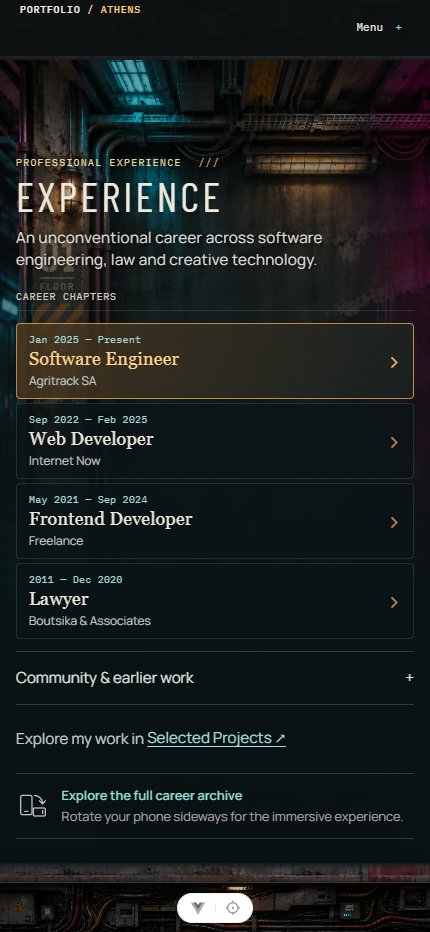 PORTFOLIO / ATHENS
Menu +
PROFESSIONAL EXPERIENCE ///
EXPERIENCE
An unconventional career across software
engineering, law and creative technology.
01
FLOOR
CAREER CHAPTERS
Jan 2025 — Present
Software Engineer
Agritrack SA
Sep 2022 — Feb 2025
Web Developer
Internet Now
May 2021 — Sep 2024
Frontend Developer
Freelance
2011 — Dec 2020
Lawyer
Boutsika & Associates
Community & earlier work +
Explore my work in Selected Projects ↗
Explore the full career archive
Rotate your phone sideways for the immersive experience.